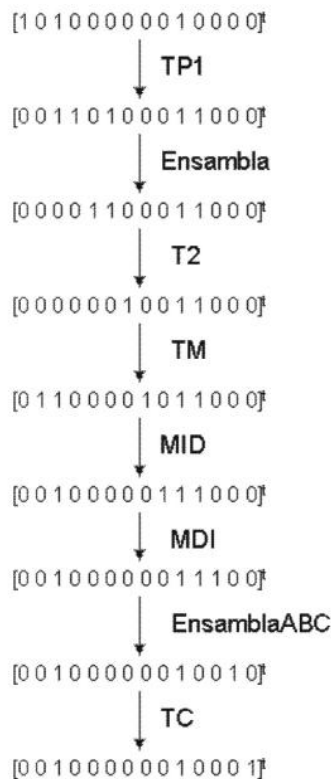 [1 0 1 0 0 0 0 0 0 1 0 0 0 0]ᵗ
TP1
[0 0 1 1 0 1 0 0 0 1 1 0 0 0]ᵗ
Ensambla
[0 0 0 0 1 1 0 0 0 1 1 0 0 0]ᵗ
T2
[0 0 0 0 0 0 1 0 0 1 1 0 0 0]ᵗ
TM
[0 1 1 0 0 0 0 1 0 1 1 0 0 0]ᵗ
MID
[0 0 1 0 0 0 0 0 0 1 1 1 0 0 0]ᵗ
MDI
[0 0 1 0 0 0 0 0 0 0 1 1 1 0 0]ᵗ
EnsamblaABC
[0 0 1 0 0 0 0 0 0 0 1 0 0 1 0]ᵗ
TC
[0 0 1 0 0 0 0 0 0 0 1 0 0 0 1]ᵗ